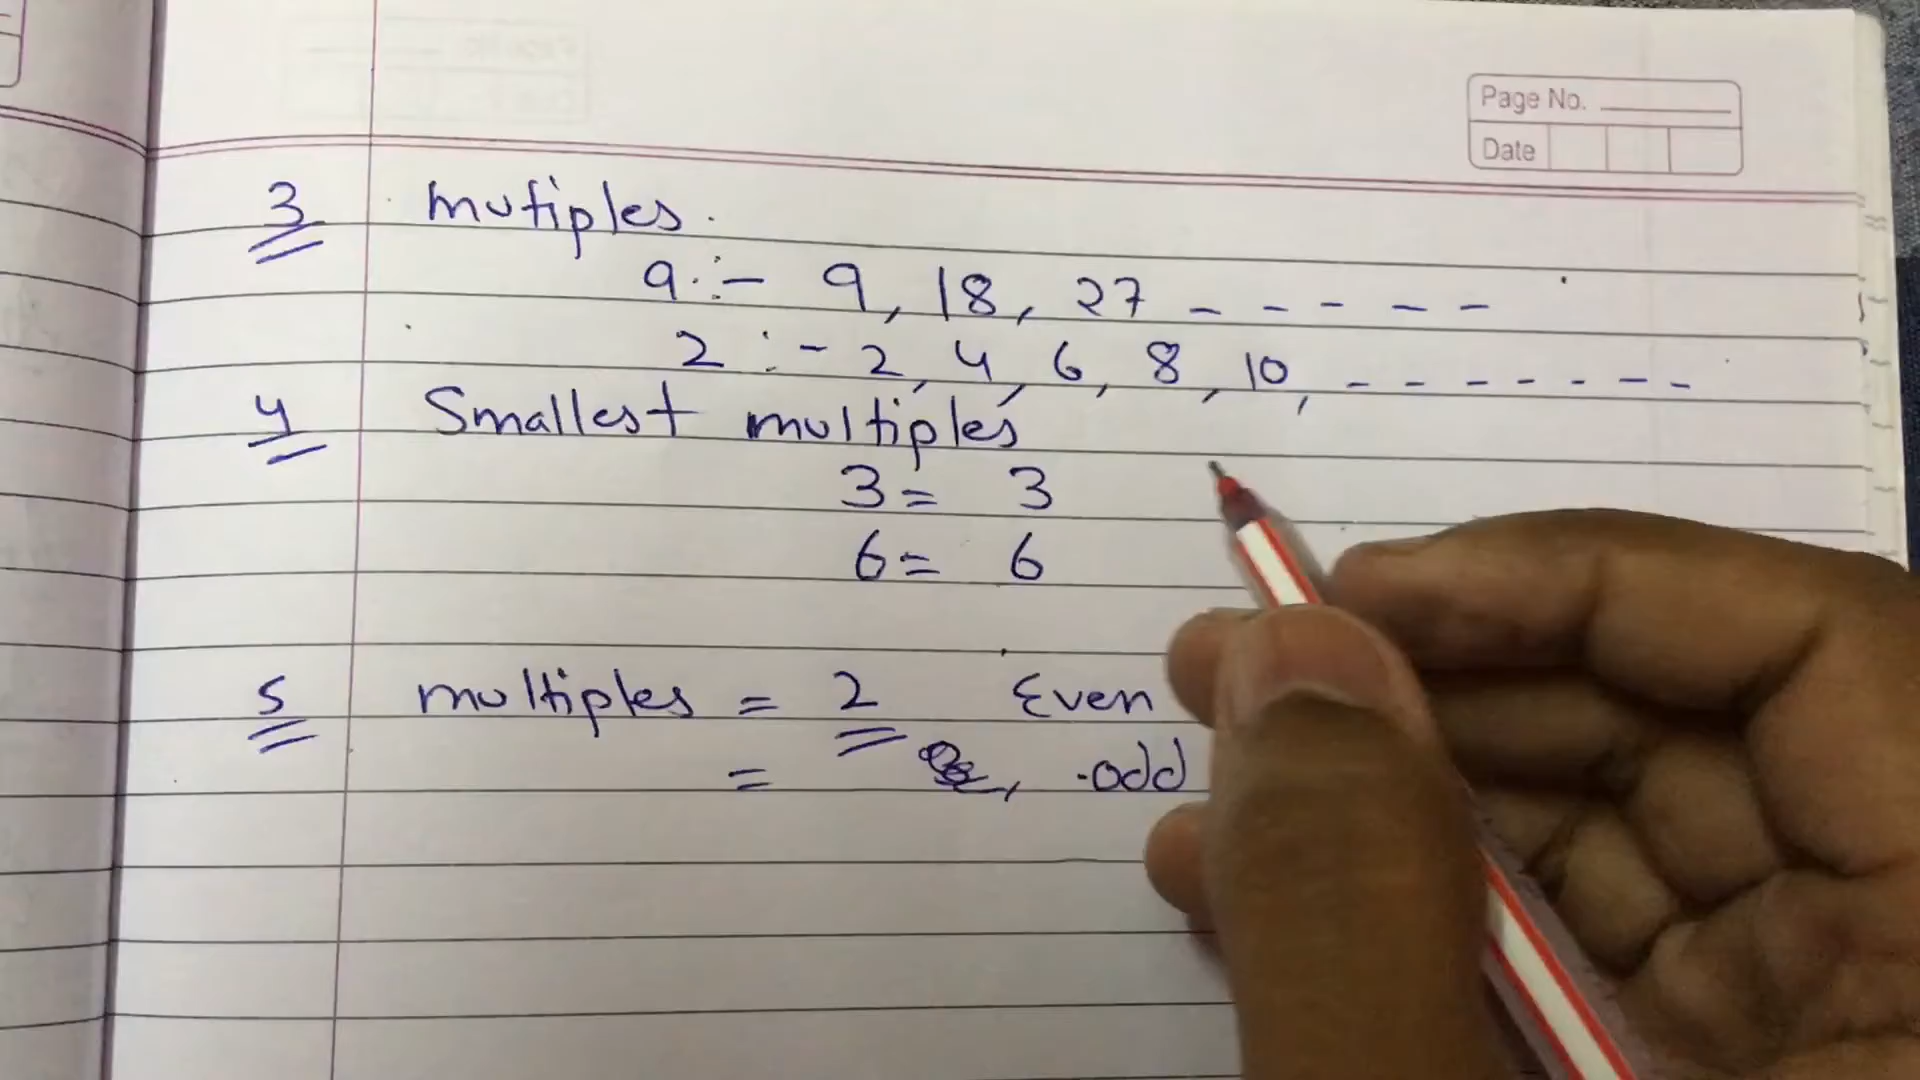 Page No.
Date
3 mutiples.
9:- 9, 18, 27 - - - - -
2:- 2, 4, 6, 8, 10, - - - - - - -
4 Smallest multiples
3 = 3
6 = 6
5 multiples = 2 Even
= , odd